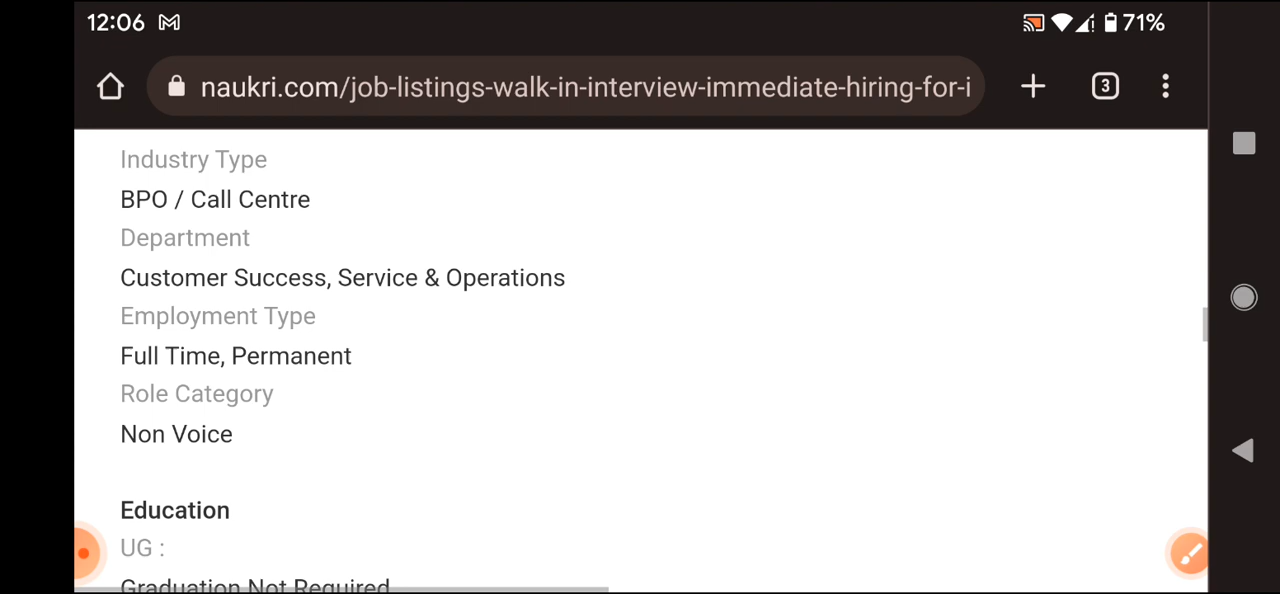 12:06
71%
naukri.com/job-listings-walk-in-interview-immediate-hiring-for-i
3
Industry Type
BPO / Call Centre
Department
Customer Success, Service & Operations
Employment Type
Full Time, Permanent
Role Category
Non Voice
Education
UG :
Graduation Not Required